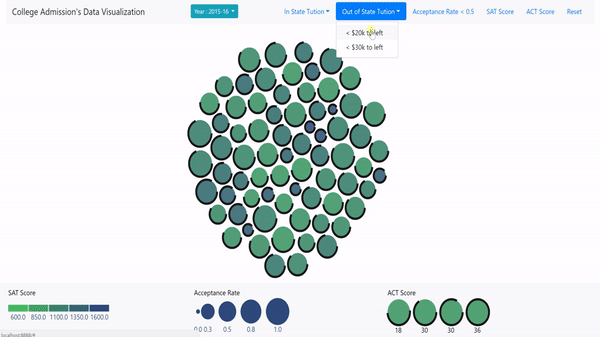 College Admission's Data Visualization
Year : 2015-16
In State Tution
Out of State Tution
Acceptance Rate < 0.5
SAT Score
ACT Score
Reset
< $20k to left
< $30k to left
SAT Score
600.0 850.0 1100.0 1350.0 1600.0
Acceptance Rate
0.0 0.3 0.5 0.8 1.0
ACT Score
18 30 30 36
localhost:8888/#